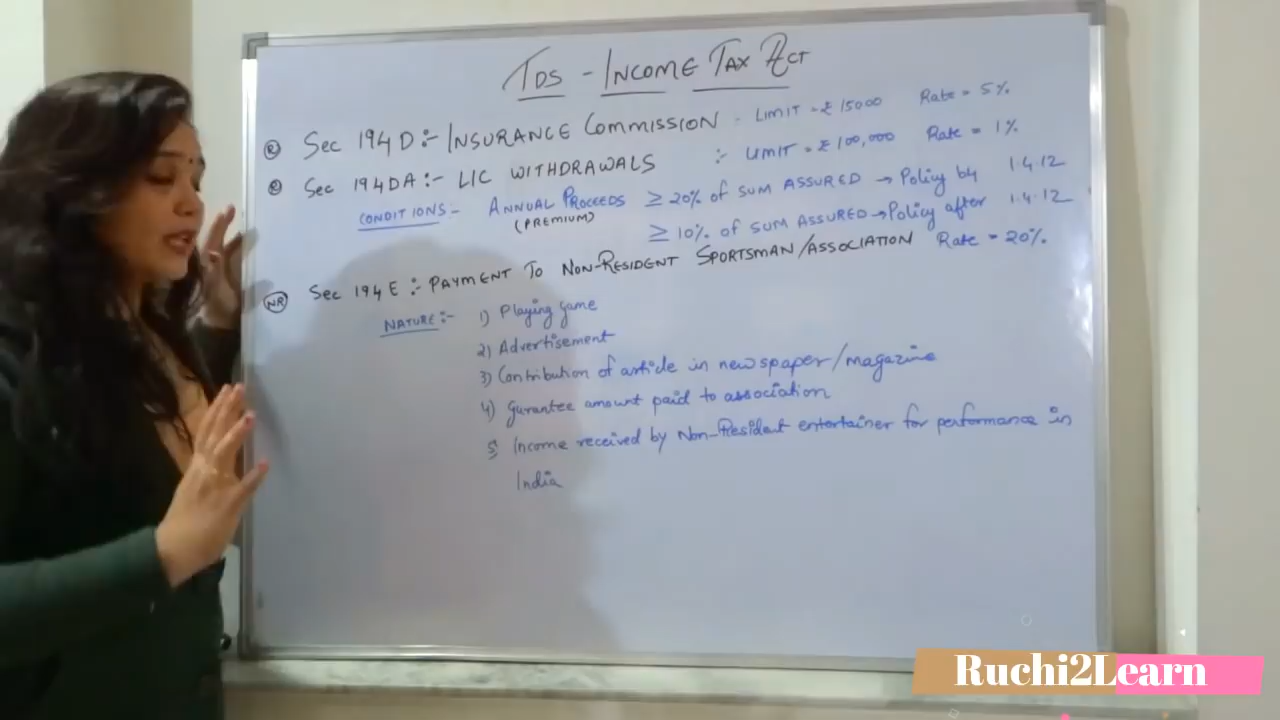 TDS - INCOME TAX ACT
(R) Sec 194D:- INSURANCE COMMISSION - LIMIT = ₹ 15000 Rate = 5%
(R) Sec 194DA:- LIC WITHDRAWALS :- LIMIT = ₹ 100,000 Rate = 1%
CONDITIONS:- ANNUAL PROCEEDS ≥ 20% of SUM ASSURED → Policy by 1.4.12
(PREMIUM)
≥ 10% of SUM ASSURED → Policy after 1.4.12
(NR) Sec 194E:- PAYMENT TO NON-RESIDENT SPORTSMAN/ASSOCIATION Rate = 20%
NATURE:- 1) Playing game
2) Advertisement
3) Contribution of article in newspaper/magazine
4) Gurantee amount paid to association
5) Income received by Non-Resident entertainer for performance in
India
Ruchi2Learn